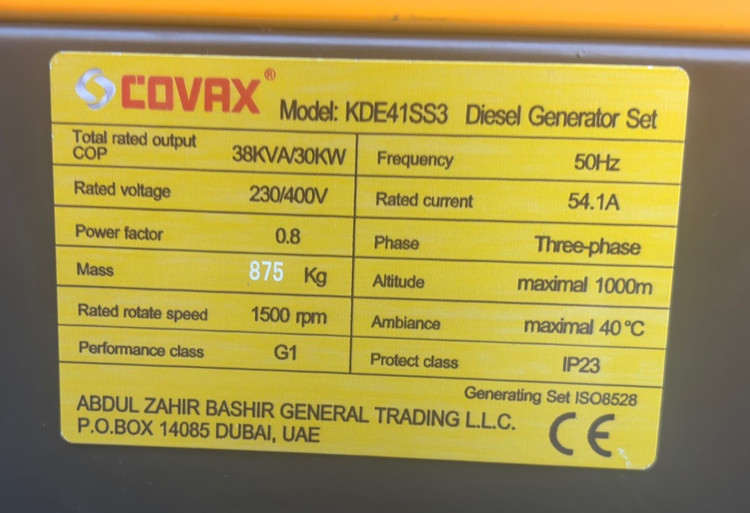 COVAX® Model: KDE41SS3 Diesel Generator Set
Total rated output
COP 38KVA/30KW
Frequency 50Hz
Rated voltage 230/400V
Rated current 54.1A
Power factor 0.8
Phase Three-phase
Mass 875 Kg
Altitude maximal 1000m
Rated rotate speed 1500 rpm
Ambiance maximal 40℃
Performance class G1
Protect class IP23
Generating Set ISO8528
ABDUL ZAHIR BASHIR GENERAL TRADING L.L.C.
P.O.BOX 14085 DUBAI, UAE
CE